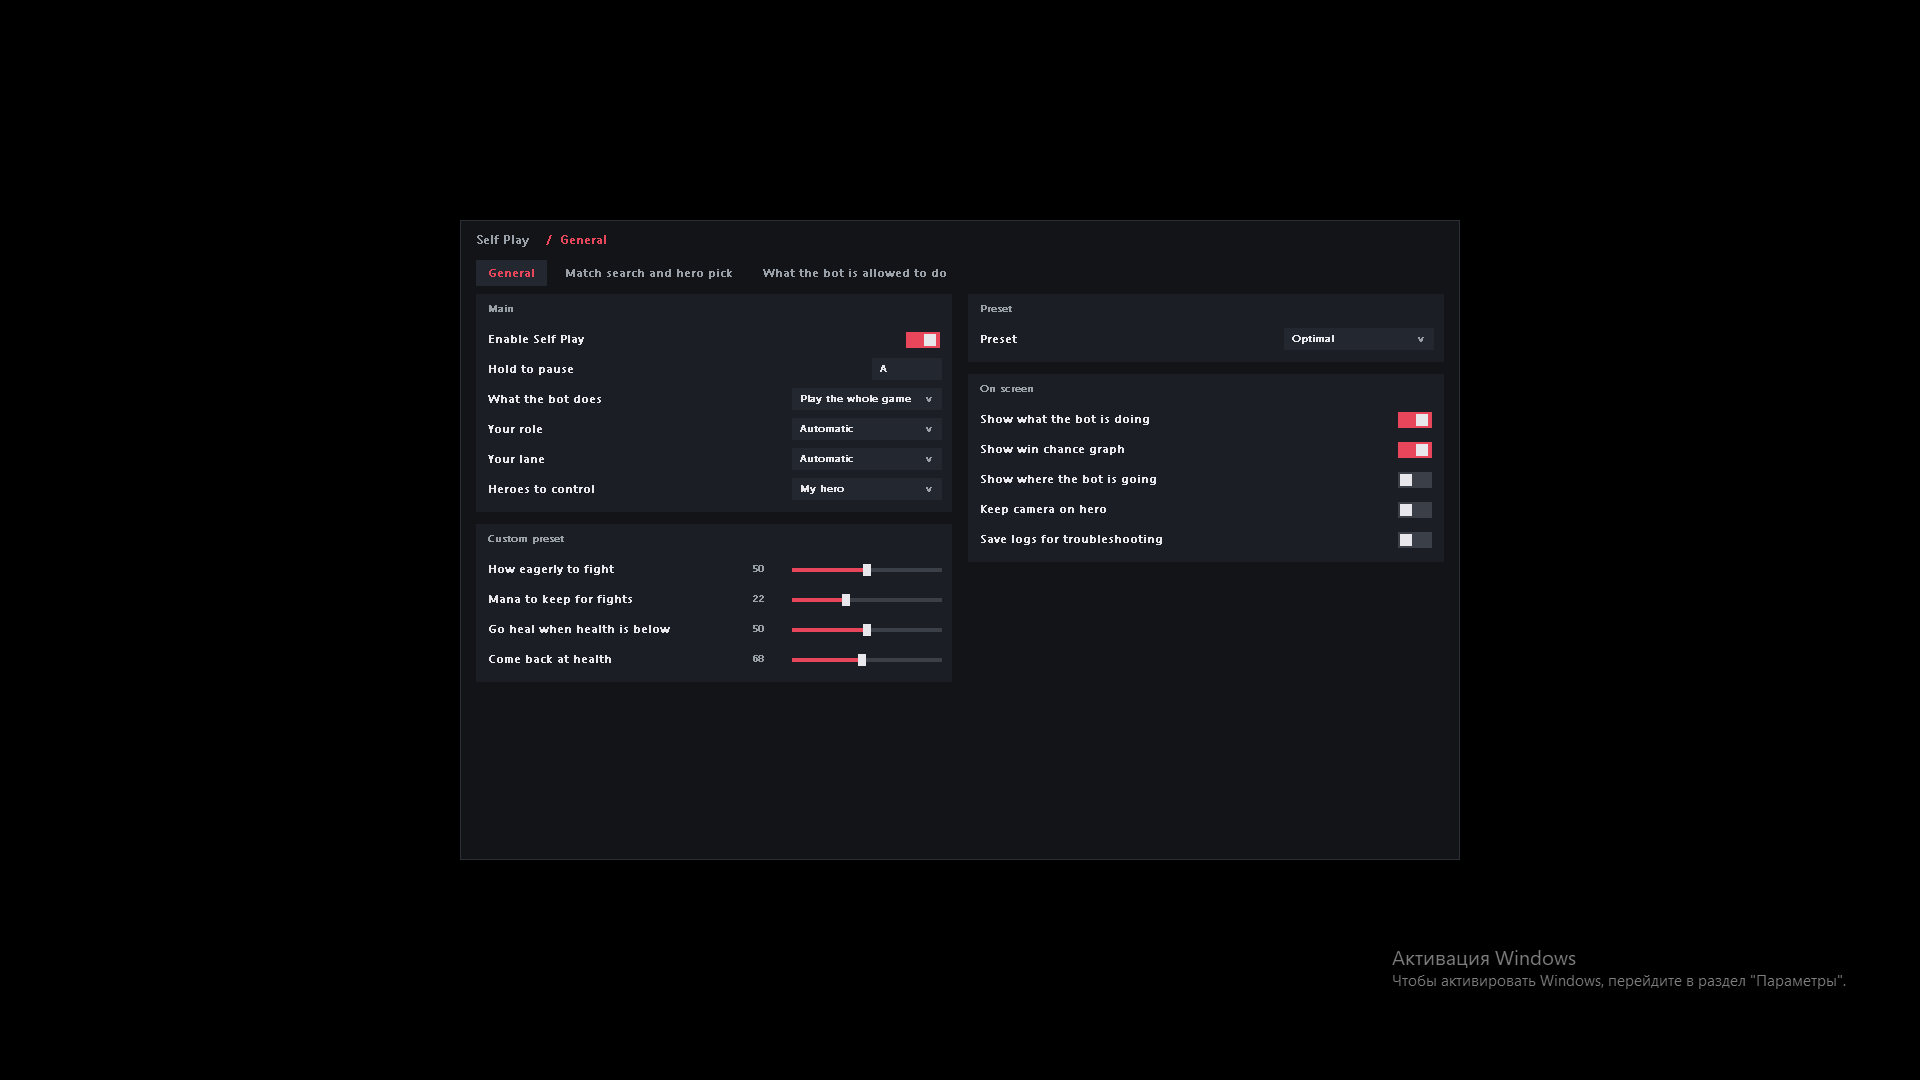 Self Play / General
General Match search and hero pick What the bot is allowed to do
Main
Enable Self Play
Hold to pause A
What the bot does Play the whole game v
Your role Automatic v
Your lane Automatic v
Heroes to control My hero v
Custom preset
How eagerly to fight 50
Mana to keep for fights 22
Go heal when health is below 50
Come back at health 68
Preset
Preset Optimal v
On screen
Show what the bot is doing
Show win chance graph
Show where the bot is going
Keep camera on hero
Save logs for troubleshooting
Активация Windows
Чтобы активировать Windows, перейдите в раздел "Параметры".